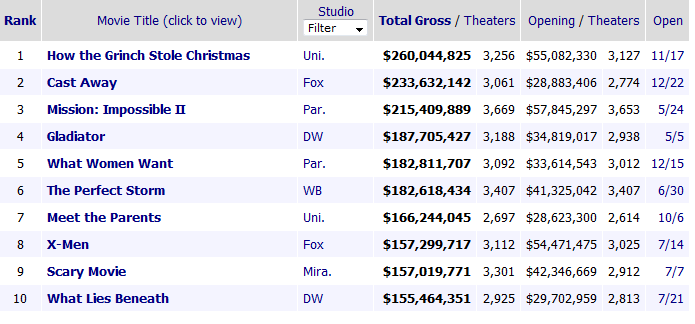 Rank Movie Title (click to view) Studio Filter Total Gross / Theaters Opening / Theaters Open
1 How the Grinch Stole Christmas Uni. $260,044,825 3,256 $55,082,330 3,127 11/17
2 Cast Away Fox $233,632,142 3,061 $28,883,406 2,774 12/22
3 Mission: Impossible II Par. $215,409,889 3,669 $57,845,297 3,653 5/24
4 Gladiator DW $187,705,427 3,188 $34,819,017 2,938 5/5
5 What Women Want Par. $182,811,707 3,092 $33,614,543 3,012 12/15
6 The Perfect Storm WB $182,618,434 3,407 $41,325,042 3,407 6/30
7 Meet the Parents Uni. $166,244,045 2,697 $28,623,300 2,614 10/6
8 X-Men Fox $157,299,717 3,112 $54,471,475 3,025 7/14
9 Scary Movie Mira. $157,019,771 3,301 $42,346,669 2,912 7/7
10 What Lies Beneath DW $155,464,351 2,925 $29,702,959 2,813 7/21